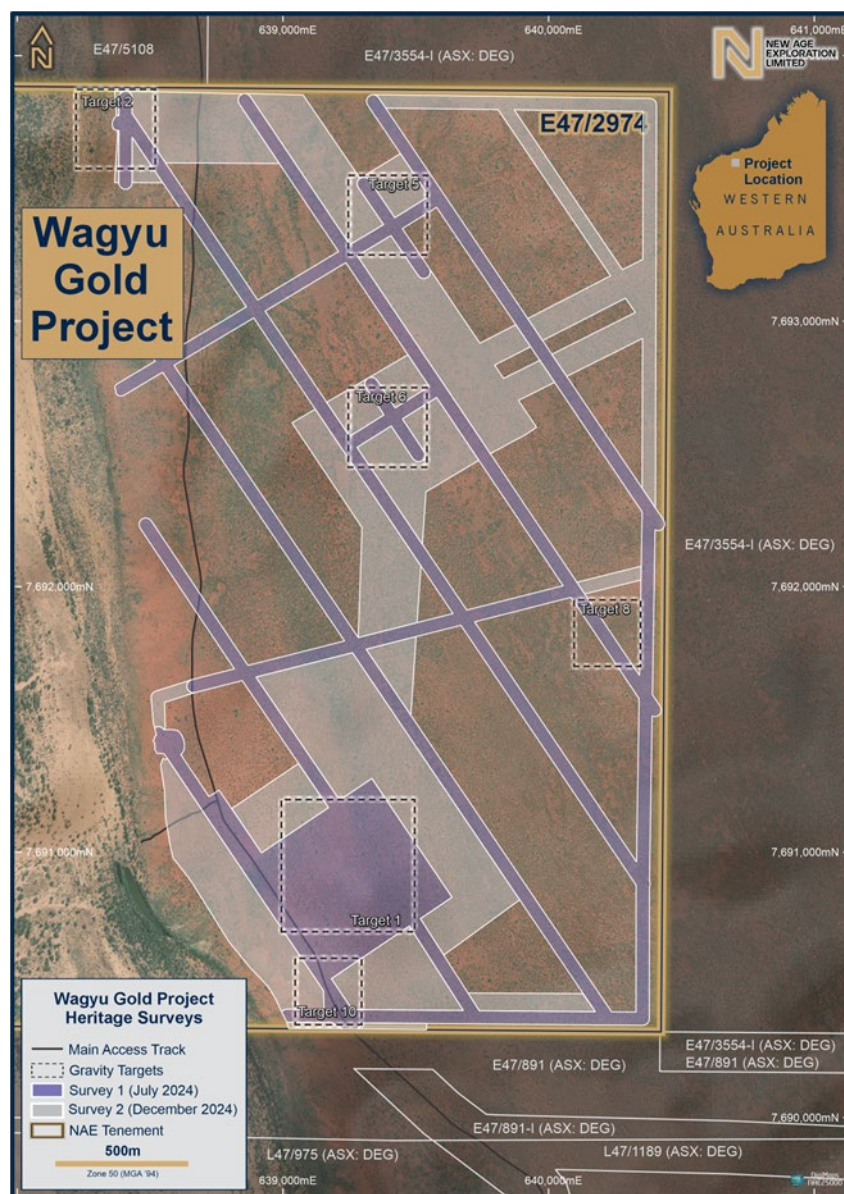 639,000mE
640,000mE
641,000mE
N
E47/5108
E47/3554-I (ASX: DEG)
NEW AGE
EXPLORATION
LIMITED
Target 2
E47/2974
Project
Location
WESTERN
AUSTRALIA
Target 5
Wagyu
Gold
Project
7,693,000mN
Target 6
E47/3554-I (ASX: DEG)
7,692,000mN
7,692,000mN
Target 8
7,691,000mN
7,691,000mN
Target 1
Target 10
Wagyu Gold Project
Heritage Surveys
Main Access Track
Gravity Targets
Survey 1 (July 2024)
Survey 2 (December 2024)
NAE Tenement
500m
Zone 50 (MGA '94)
E47/3554-I (ASX: DEG)
E47/891 (ASX: DEG)
E47/891 (ASX: DEG)
7,690,000mN
E47/891-I (ASX: DEG)
L47/975 (ASX: DEG)
L47/1189 (ASX: DEG)
639,000mE
640,000mE